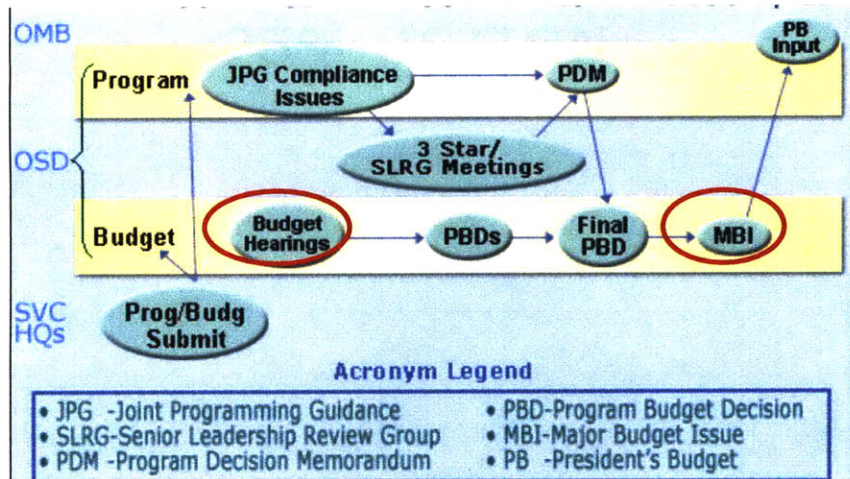 OMB
PB
Input
Program
JPG Compliance
Issues
PDM
OSD
3 Star/
SLRG Meetings
Budget
Budget
Hearings
PBDs
Final
PBD
MBI
SVC
HQs
Prog/Budg
Submit
Acronym Legend
• JPG -Joint Programming Guidance
• SLRG-Senior Leadership Review Group
• PDM -Program Decision Memorandum
• PBD-Program Budget Decision
• MBI-Major Budget Issue
• PB -President's Budget